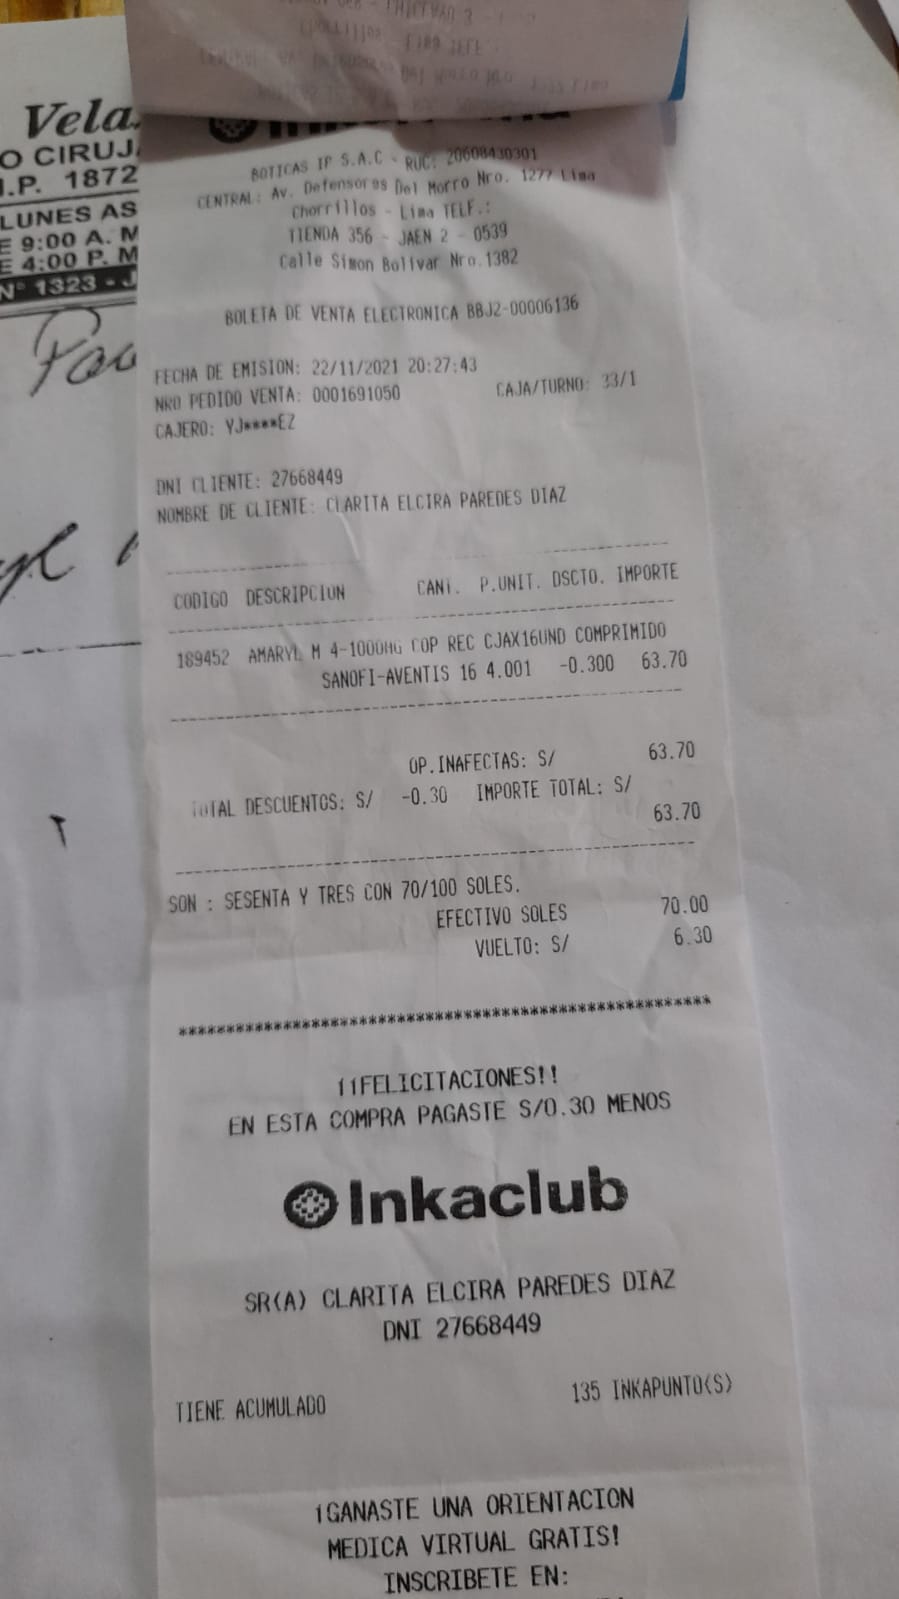 Vela
O CIRUJ
.P. 1872
LUNES AS
E 9:00 A. M
E 4:00 P. M
N° 1323 - J
BOTICAS IP S.A.C - RUC: 20608430301
CENTRAL: Av. Defensores Del Morro Nro. 1277 Lima
Chorrillos - Lima TELF.:
TIENDA 356 - JAEN 2 - 0539
Calle Simon Bolivar Nro.1382
BOLETA DE VENTA ELECTRONICA BBJ2-00006136
FECHA DE EMISION: 22/11/2021 20:27:43
NRO PEDIDO VENTA: 0001691050 CAJA/TURNO: 33/1
CAJERO: YJ****EZ
DNI CLIENTE: 27668449
NOMBRE DE CLIENTE: CLARITA ELCIRA PAREDES DIAZ
CODIGO DESCRIPCION CANT. P.UNIT. DSCTO. IMPORTE
189452 AMARYL M 4-1000MG COP REC CJAX16UND COMPRIMIDO
SANOFI-AVENTIS 16 4.001 -0.300 63.70
OP.INAFECTAS: S/ 63.70
TOTAL DESCUENTOS: S/ -0.30 IMPORTE TOTAL: S/
63.70
SON : SESENTA Y TRES CON 70/100 SOLES.
EFECTIVO SOLES 70.00
VUELTO: S/ 6.30
****************************************************
¡¡FELICITACIONES!!
EN ESTA COMPRA PAGASTE S/0.30 MENOS
Inkaclub
SR(A) CLARITA ELCIRA PAREDES DIAZ
DNI 27668449
TIENE ACUMULADO 135 INKAPUNTO(S)
¡GANASTE UNA ORIENTACION
MEDICA VIRTUAL GRATIS!
INSCRIBETE EN: